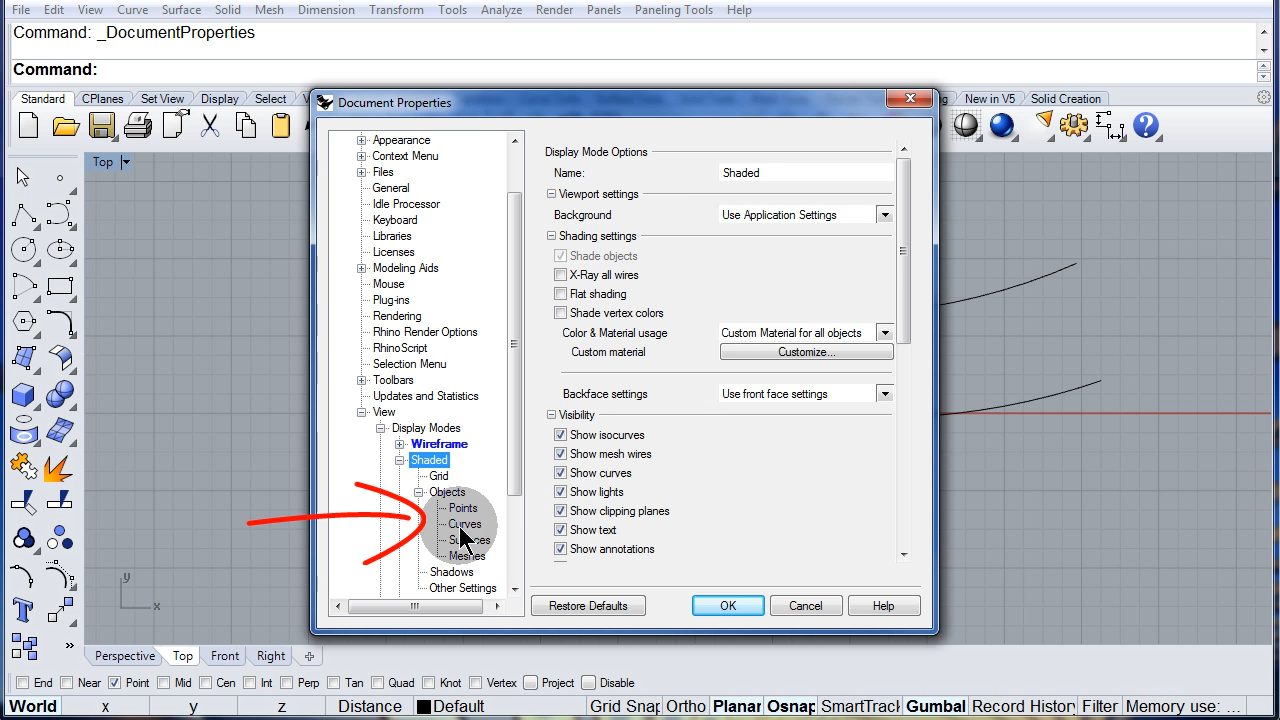 File Edit View Curve Surface Solid Mesh Dimension Transform Tools Analyze Render Panels Paneling Tools Help
Command: _DocumentProperties
Command:
Standard CPlanes Set View Display Select New in V5 Solid Creation
Document Properties
Top
Appearance
Context Menu
Files
General
Idle Processor
Keyboard
Libraries
Licenses
Modeling Aids
Mouse
Plug-ins
Rendering
Rhino Render Options
RhinoScript
Selection Menu
Toolbars
Updates and Statistics
View
Display Modes
Wireframe
Shaded
Grid
Objects
Points
Curves
Meshes
Shadows
Other Settings
Display Mode Options
Name: Shaded
Viewport settings
Background Use Application Settings
Shading settings
Shade objects
X-Ray all wires
Flat shading
Shade vertex colors
Color & Material usage Custom Material for all objects
Custom material Customize...
Backface settings Use front face settings
Visibility
Show isocurves
Show mesh wires
Show curves
Show lights
Show clipping planes
Show text
Show annotations
Restore Defaults OK Cancel Help
y
x
Perspective Top Front Right
End Near Point Mid Cen Int Perp Tan Quad Knot Vertex Project Disable
World x y z Distance Default Grid Snap Ortho Planar Osnap SmartTrack Gumbal Record History Filter Memory use: ...